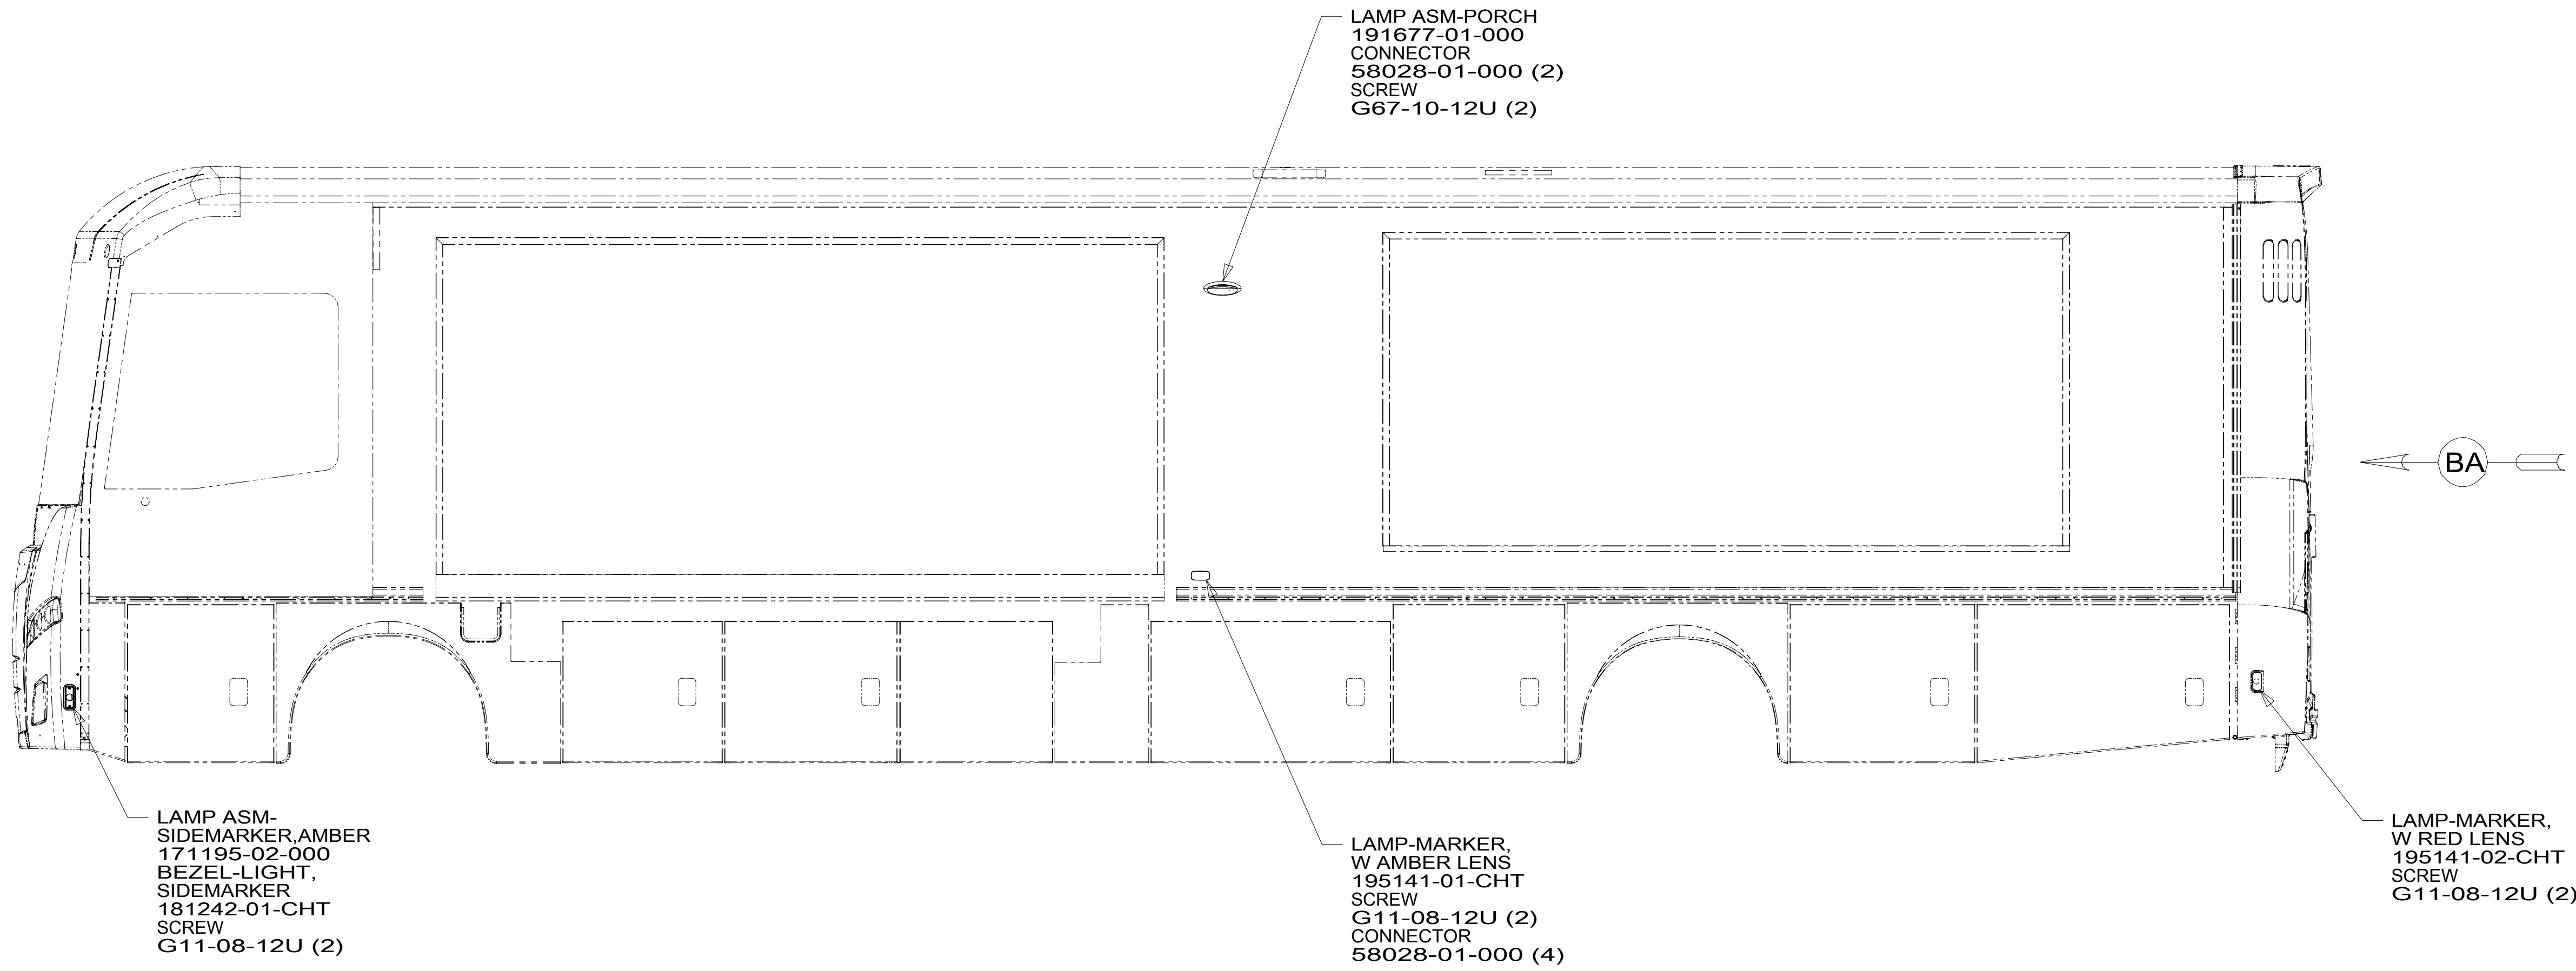 LAMP ASM-PORCH
191677-01-000
CONNECTOR
58028-01-000 (2)
SCREW
G67-10-12U (2)
BA
LAMP ASM-
SIDEMARKER,AMBER
171195-02-000
BEZEL-LIGHT,
SIDEMARKER
181242-01-CHT
SCREW
G11-08-12U (2)
LAMP-MARKER,
W AMBER LENS
195141-01-CHT
SCREW
G11-08-12U (2)
CONNECTOR
58028-01-000 (4)
LAMP-MARKER,
W RED LENS
195141-02-CHT
SCREW
G11-08-12U (2)